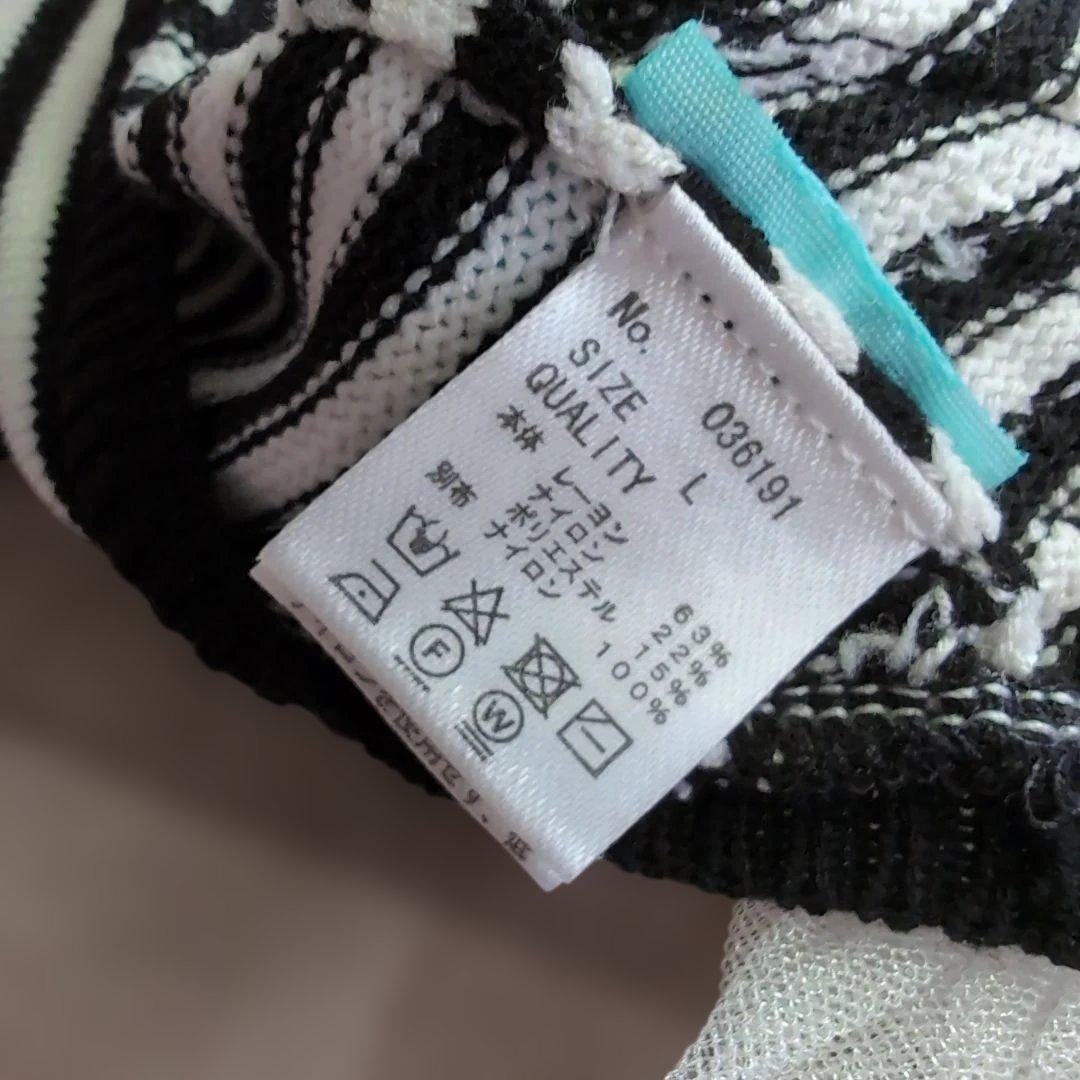 No. 036191
SIZE L
QUALITY
本体 レーヨン 63%
ナイロン 22%
ポリエステル 15%
別布 ナイロン 100%
F
W